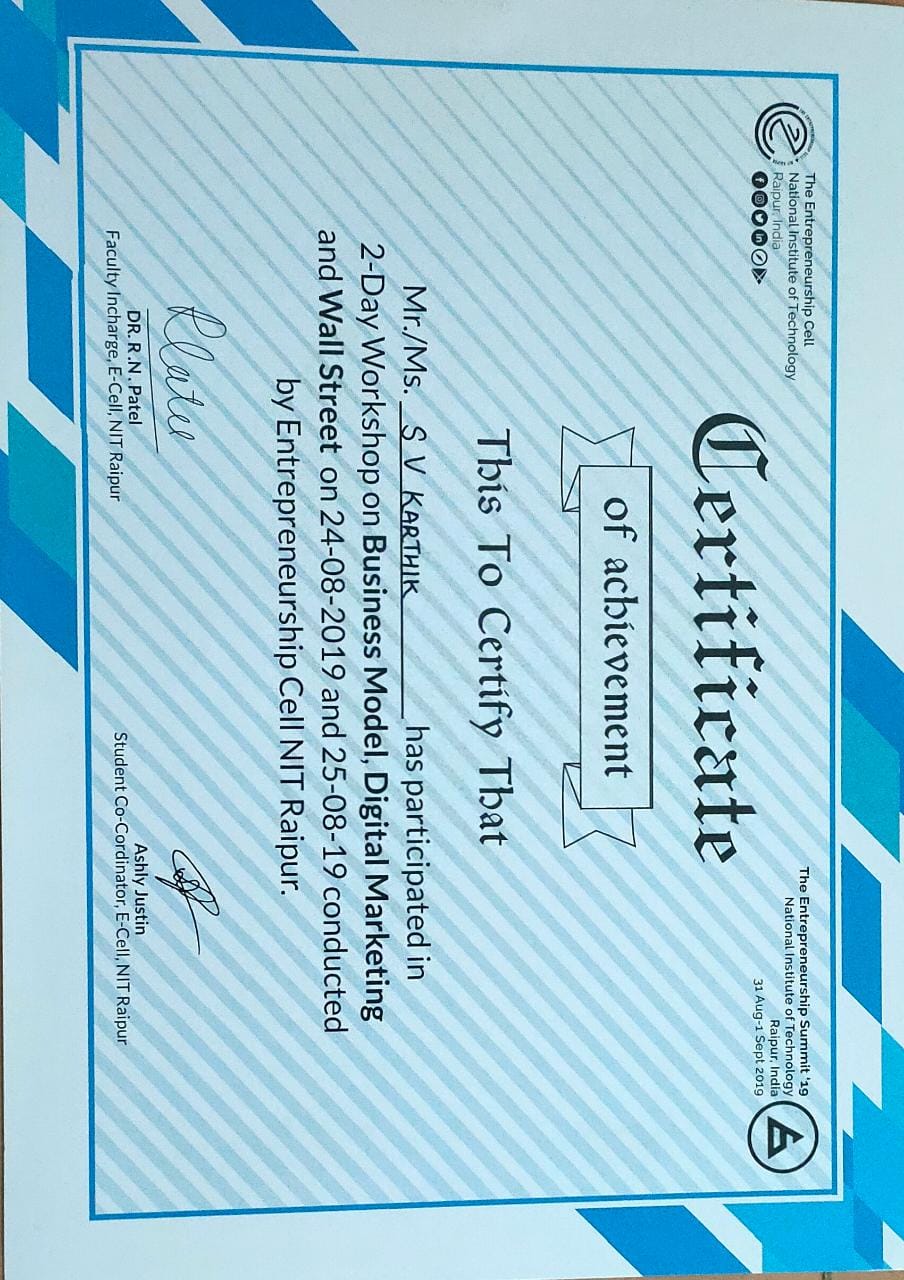 The Entrepreneurship Cell
National Institute of Technology
Raipur, India
The Entrepreneurship Summit '19
National Institute of Technology
Raipur, India
31 Aug-1 Sept 2019
Certificate
of achievement
This To Certify That
Mr./Ms. S V KARTHIK has participated in
2-Day Workshop on Business Model, Digital Marketing
and Wall Street on 24-08-2019 and 25-08-19 conducted
by Entrepreneurship Cell NIT Raipur.
DR.R.N. Patel
Faculty Incharge, E-Cell, NIT Raipur
Ashly Justin
Student Co-Cordinator, E-Cell, NIT Raipur